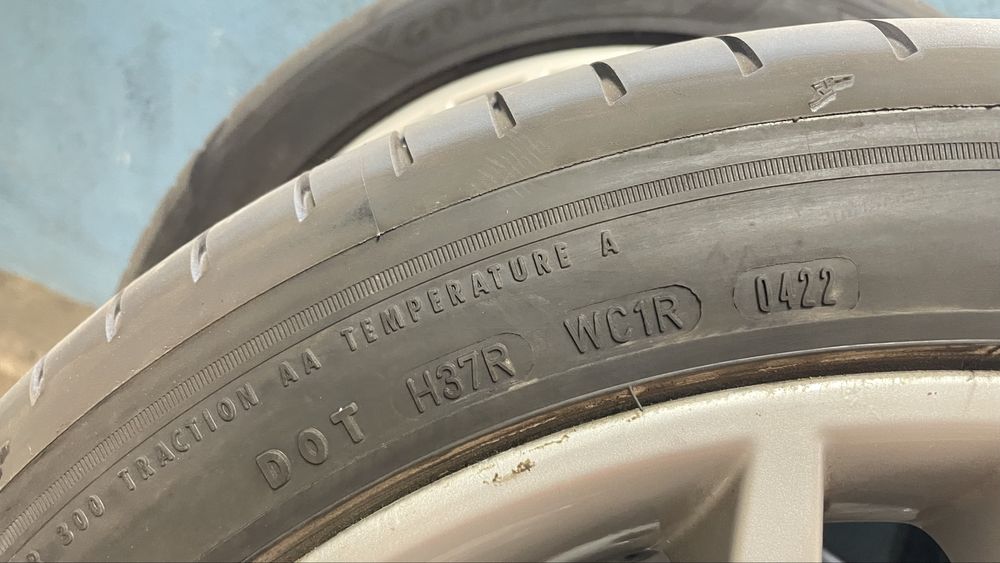 300 TRACTION AA TEMPERATURE A
DOT H37R WC1R 0422